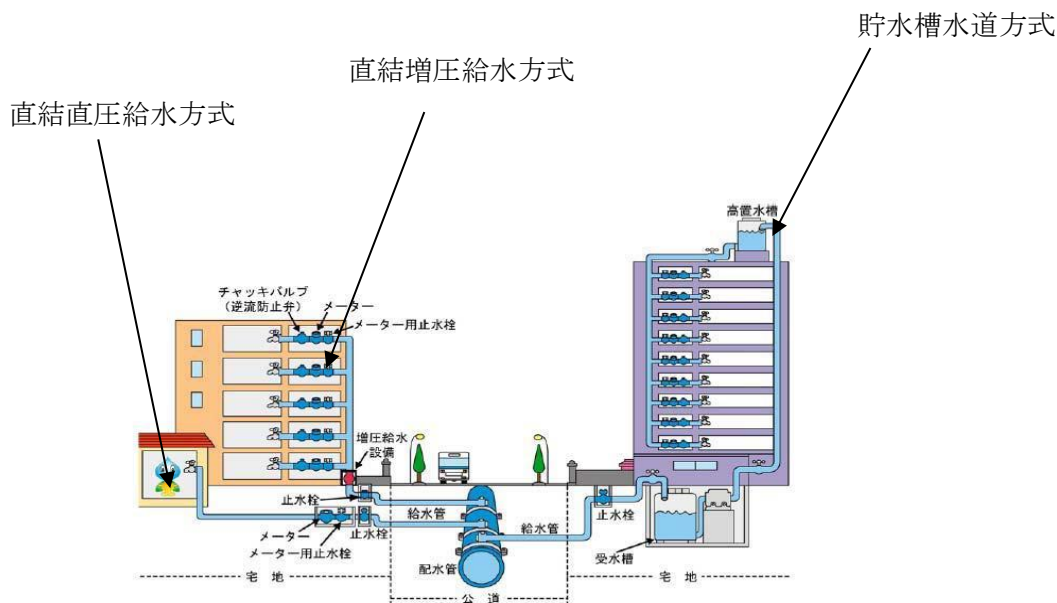 貯水槽水道方式
直結増圧給水方式
直結直圧給水方式
高置水槽
チャッキバルブ
（逆流防止弁）
メーター
メーター用止水栓
増圧給水
設備
止水栓
給水管
止水栓
メーター
メーター用止水栓
給水管
止水栓
受水槽
配水管
宅地
公道
宅地